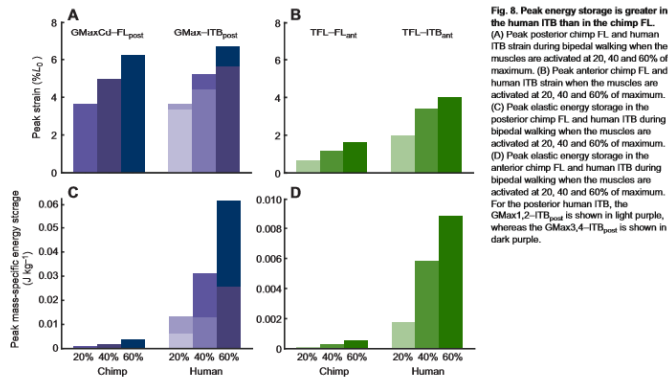 A
B
GMaxCd–FLpost
GMax–ITBpost
TFL–FLant
TFL–ITBant
Peak strain (%L0)
8
6
4
2
0
8
6
4
2
0
C
D
Peak mass-specific energy storage
(J kg–1)
0.06
0.05
0.04
0.03
0.02
0.01
0
0.010
0.008
0.006
0.004
0.002
0
20% 40% 60%
20% 40% 60%
20% 40% 60%
20% 40% 60%
Chimp
Human
Chimp
Human
Fig. 8. Peak energy storage is greater in
the human ITB than in the chimp FL.
(A) Peak posterior chimp FL and human
ITB strain during bipedal walking when the
muscles are activated at 20, 40 and 60% of
maximum. (B) Peak anterior chimp FL and
human ITB strain when the muscles are
activated at 20, 40 and 60% of maximum.
(C) Peak elastic energy storage in the
posterior chimp FL and human ITB during
bipedal walking when the muscles are
activated at 20, 40 and 60% of maximum.
(D) Peak elastic energy storage in the
anterior chimp FL and human ITB during
bipedal walking when the muscles are
activated at 20, 40 and 60% of maximum.
For the posterior human ITB, the
GMax1,2–ITBpost is shown in light purple,
whereas the GMax3,4–ITBpost is shown in
dark purple.